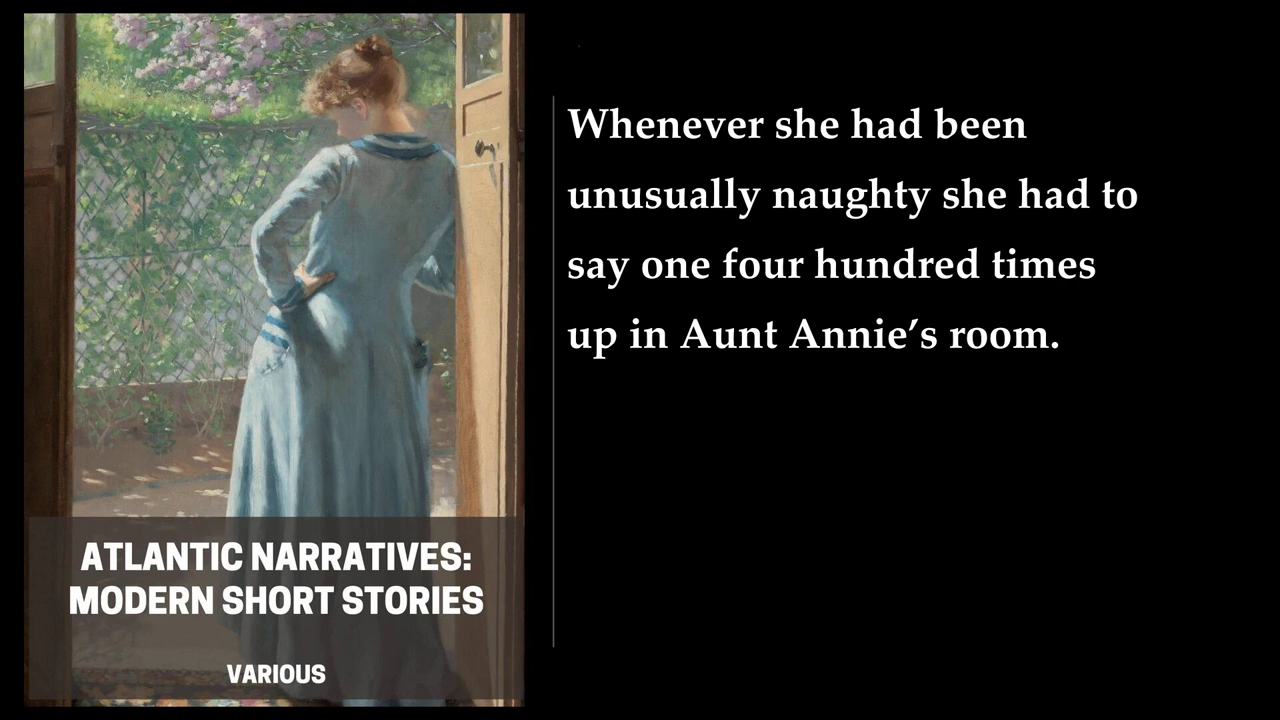 Whenever she had been
unusually naughty she had to
say one four hundred times
up in Aunt Annie’s room.
ATLANTIC NARRATIVES:
MODERN SHORT STORIES
VARIOUS